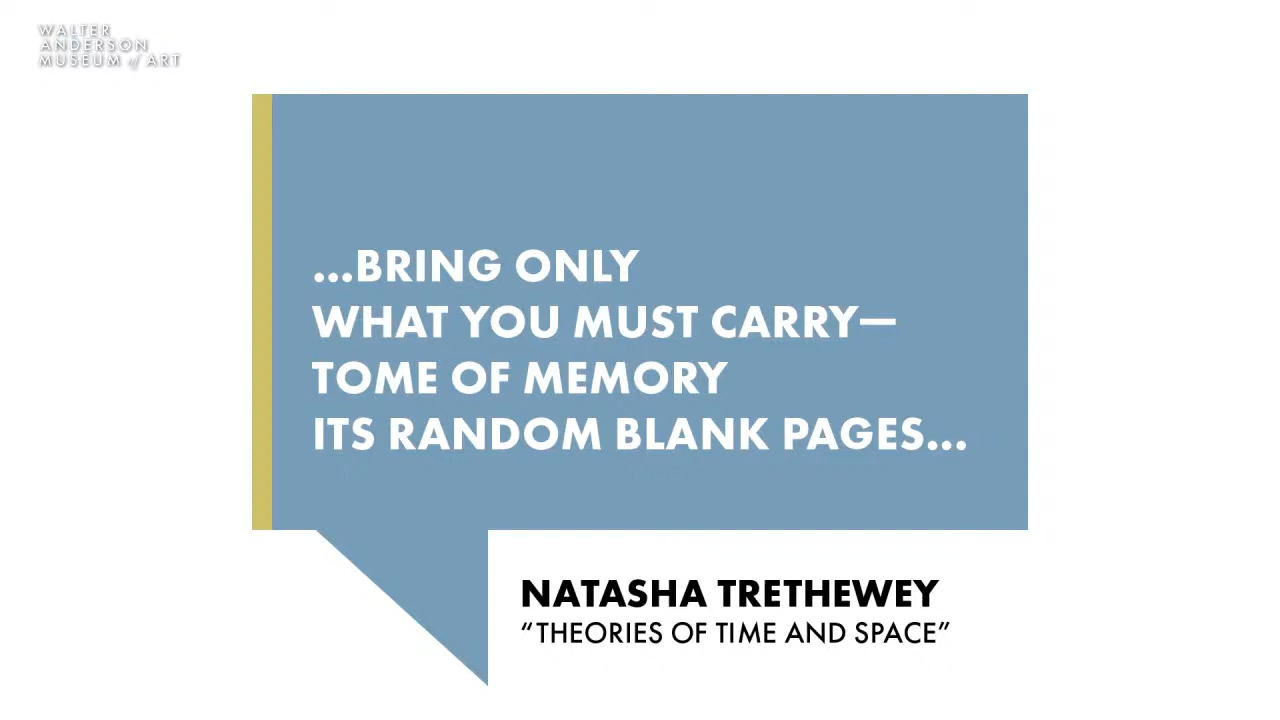 WALTER
ANDERSON
MUSEUM of ART
...BRING ONLY
WHAT YOU MUST CARRY—
TOME OF MEMORY
ITS RANDOM BLANK PAGES...
NATASHA TRETHEWEY
“THEORIES OF TIME AND SPACE”